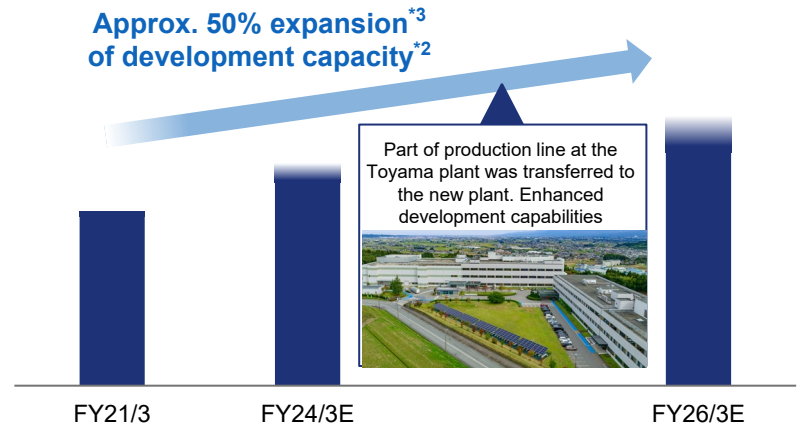 Approx. 50% expansion*3
of development capacity*2
Part of production line at the
Toyama plant was transferred to
the new plant. Enhanced
development capabilities
FY21/3
FY24/3E
FY26/3E